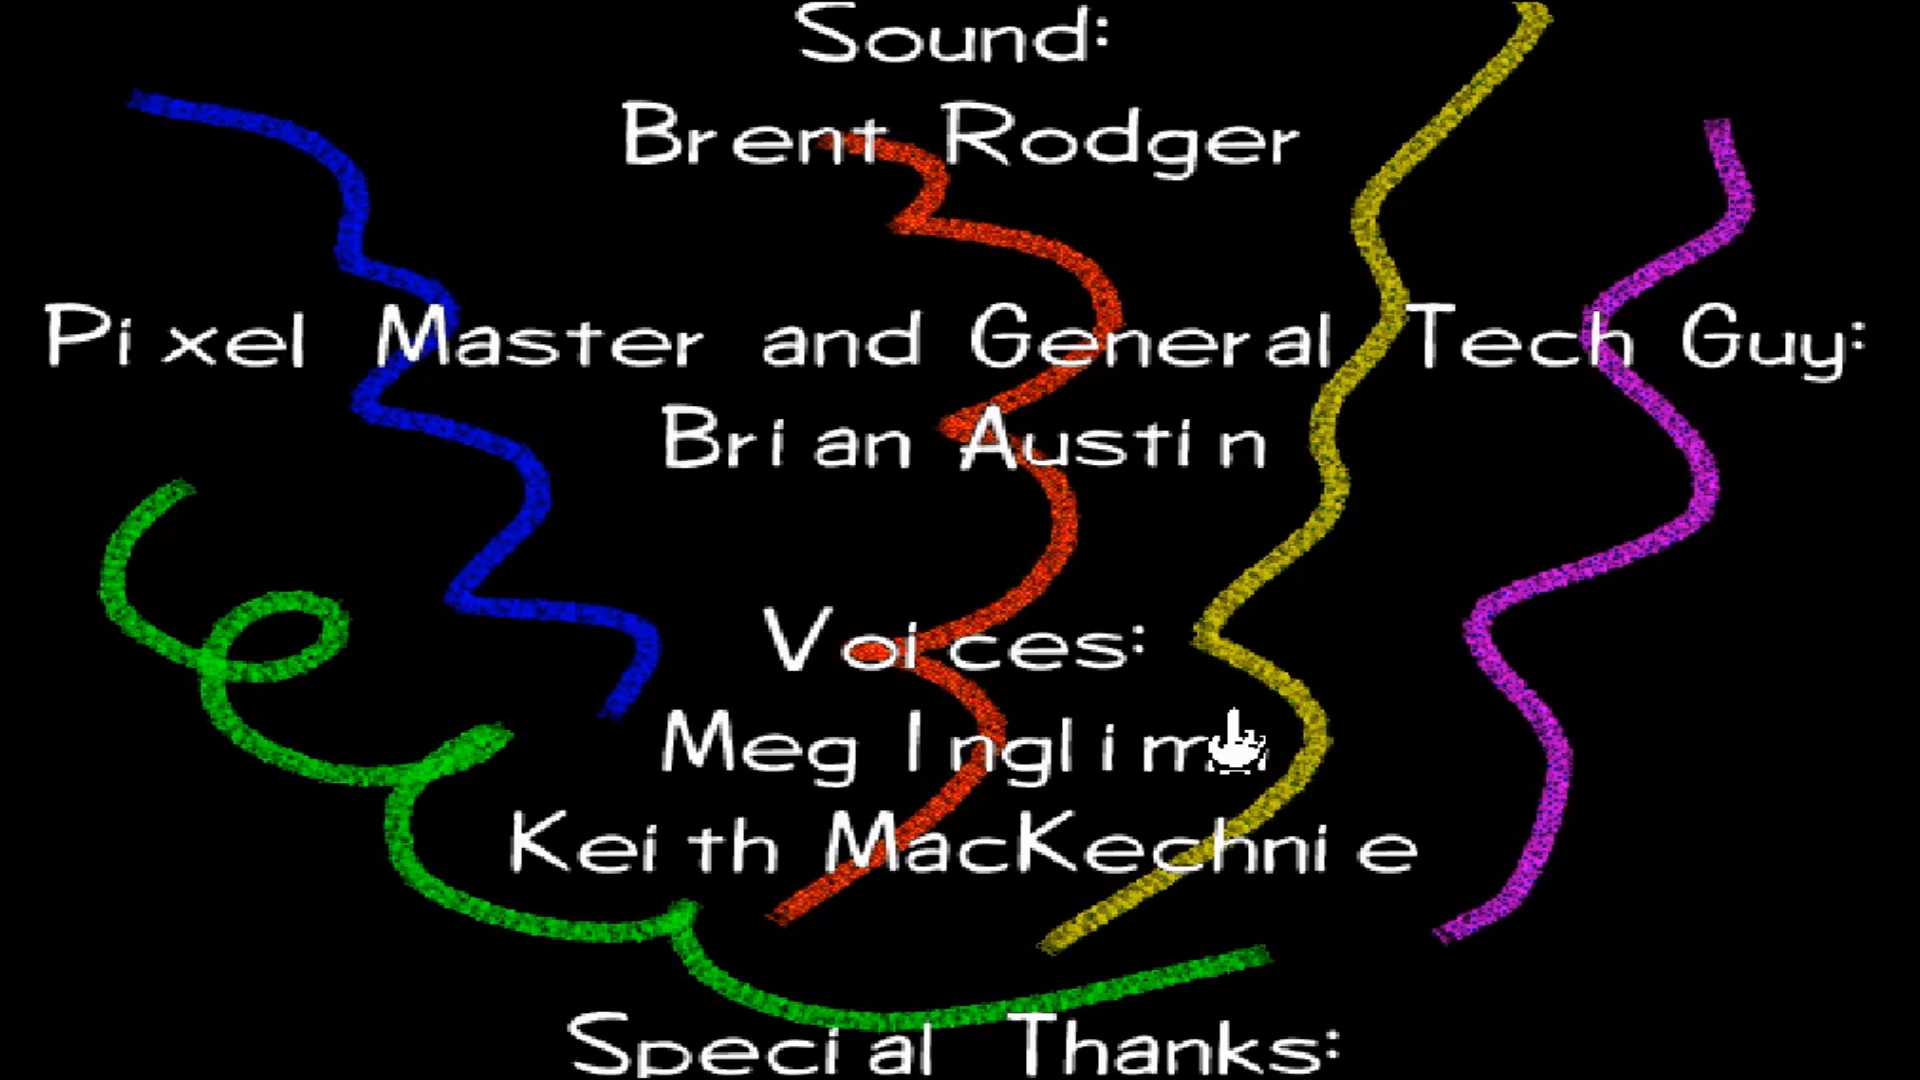 Sound:
Brent Rodger
Pixel Master and General Tech Guy:
Brian Austin
Voices:
Meg
Keith MacKechnie
Special Thanks: